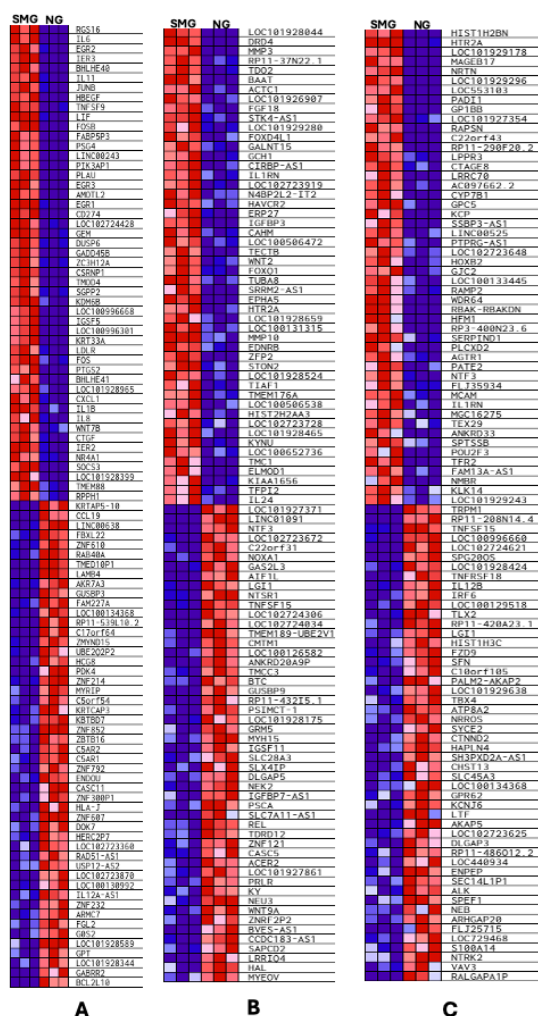 SMG NG
RGS16
IL6
EGR2
IER3
BHLHE40
IL11
JUNB
HBEGF
TNFSF9
LIF
FOSB
FABP5P3
PSG4
LINC00243
PIK3AP1
PLAU
EGR3
AMOTL2
EGR1
CD274
LOC102724428
GEM
DUSP6
GADD45B
ZC3H12A
CSRNP1
TMOD4
SGPP2
KDM6B
LOC100996668
IGSF5
LOC100996301
KRT33A
LDLR
FOS
PTGS2
BHLHE41
LOC101928965
CXCL1
IL1B
IL8
WNT7B
CTGF
IER2
NR4A1
SOCS3
LOC101928399
TMEM88
RPPH1
KRTAP5-10
CCL19
LINC00638
FBXL22
ZNF610
RAB40A
TMED10P1
LAMB4
AKR7A3
GUSBP3
FAM227A
LOC100134368
RP11-539L10.2
C17orf64
ZMYND15
UBE2Q2P2
HCG8
PDK4
ZNF214
MYRIP
C5orf54
KRTCAP3
KBTBD7
ZNF852
ZBTB16
C5AR2
C5AR1
ZNF792
ENDOU
CASC11
ZNF300P1
HLA-J
ZNF607
DOK7
HERC2P7
LOC102723360
RAD51-AS1
USP12-AS2
LOC102723870
LOC100130992
IL12A-AS1
ZNF232
ARMC7
FGL2
G0S2
LOC101928589
GPT
LOC101928344
GABRR2
BCL2L10
A
SMG NG
LOC101928044
DRD4
MMP3
RP11-37N22.1
TDO2
BAAT
ACTC1
LOC101926907
FGF18
STK4-AS1
LOC101929280
FOXD4L1
GALNT15
GCH1
CIRBP-AS1
IL1RN
LOC102723919
N4BP2L2-IT2
HAVCR2
ERP27
IGFBP3
CAHM
LOC100506472
TECTB
WNT2
FOXQ1
TUBA8
SRRM2-AS1
EPHA5
HTR2A
LOC101928659
LOC100131315
MMP10
EDNRB
ZFP2
STON2
LOC101928524
TIAF1
TMEM176A
LOC100506538
HIST2H2AA3
LOC102723728
LOC101928465
KYNU
LOC100652736
TMC1
ELMOD1
KIAA1656
TFPI2
IL24
LOC101927371
LINC01091
NTF3
LOC102723672
C22orf31
NOXA1
GAS2L3
AIF1L
LGI1
NTSR1
TNFSF15
LOC102724306
LOC102724034
TMEM189-UBE2V1
CMTM1
LOC100126582
ANKRD20A9P
TMCC3
BTC
GUSBP9
RP11-432I5.1
PSIMCT-1
LOC101928175
GRM5
MYH15
IGSF11
SLC28A3
SLX4IP
DLGAP5
NEK2
IGFBP7-AS1
PSCA
SLC7A11-AS1
REL
TDRD12
ZNF121
CASC5
ACER2
LOC101927861
PRLR
KY
NEU3
WNT9A
ZNRF2P2
BVES-AS1
CCDC183-AS1
SAPCD2
LRRIQ4
HAL
MYEOV
B
SMG NG
HIST1H2BN
HTR2A
LOC101929178
MAGEB17
NRTN
LOC101929296
LOC553103
PADI1
GP1BB
LOC101927354
RAPSN
C22orf43
RP11-290F20.2
LPPR3
CTAGE8
LRRC70
AC097662.2
CYP7B1
GPC5
KCP
SSBP3-AS1
LINC00525
PTPRG-AS1
LOC102723648
HOXB2
GJC2
LOC100133445
RAMP2
WDR64
RBAK-RBAKDN
HFM1
RP3-400N23.6
SERPIND1
PLCXD2
AGTR1
PATE2
NTF3
FLJ35934
MCAM
IL1RN
MGC16275
TEX29
ANKRD33
SPTSSB
POU2F3
TFR2
FAM13A-AS1
NMBR
KLK14
LOC101929243
TRPM1
RP11-208N14.4
TNFSF15
LOC100996660
LOC102724621
SPG20OS
LOC101928424
TNFRSF18
IL12B
IRF6
LOC100129518
TLX2
RP11-420A23.1
LGI1
HIST1H3C
FZD9
SFN
C10orf105
PALM2-AKAP2
LOC101929638
TBX4
ATP8A2
NRROS
SYCE2
CTNND2
HAPLN4
SH3PXD2A-AS1
CHST13
SLC45A3
LOC100134368
GPR62
KCNJ6
LTF
AKAP5
LOC102723625
DLGAP3
RP11-486O12.2
LOC440934
ENPEP
SEC14L1P1
ALK
SPEF1
NEB
ARHGAP20
FLJ25715
LOC729468
S100A14
NTRK2
VAV3
RALGAPA1P
C